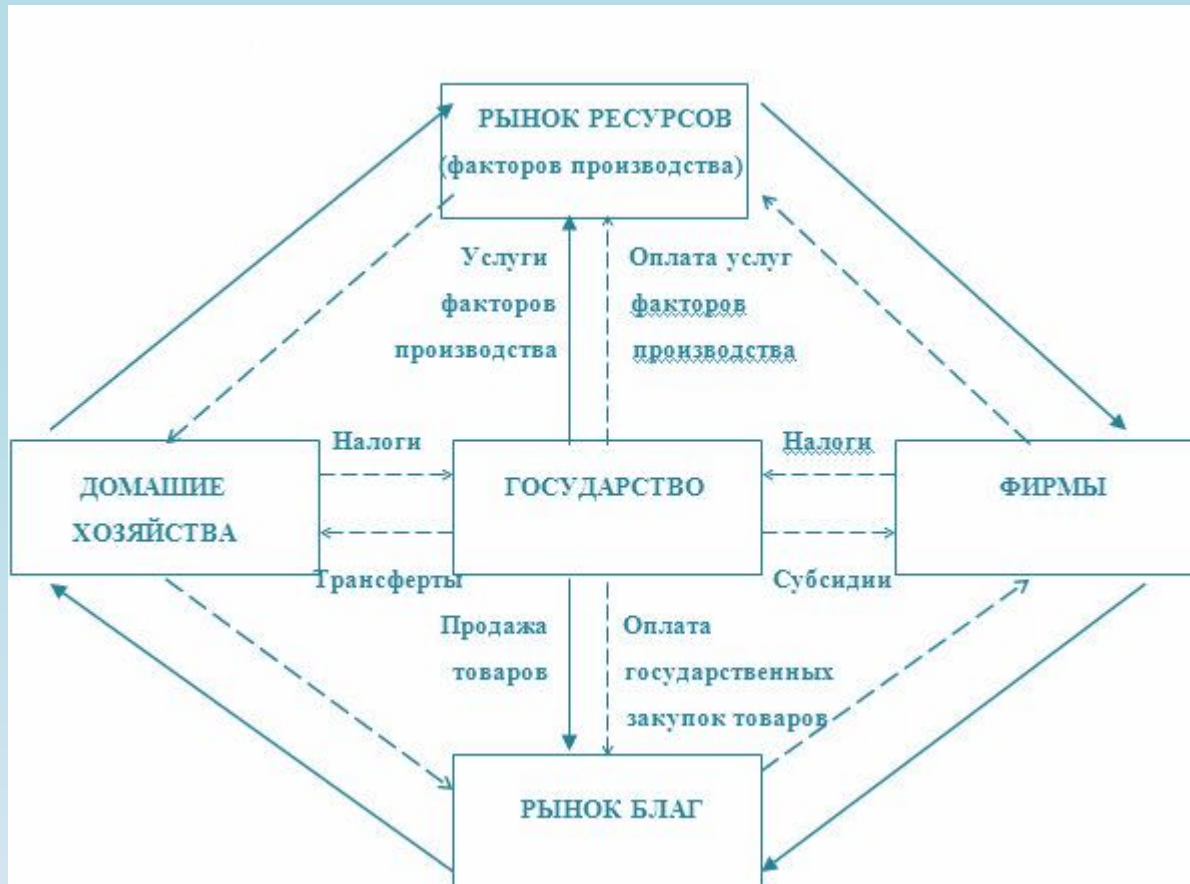 РЫНОК РЕСУРСОВ
(факторов производства)
Услуги
факторов
производства
Оплата услуг
факторов
производства
Налоги
Налоги
ДОМАШИЕ
ХОЗЯЙСТВА
ГОСУДАРСТВО
ФИРМЫ
Трансферты
Субсидии
Продажа
товаров
Оплата
государственных
закупок товаров
РЫНОК БЛАГ